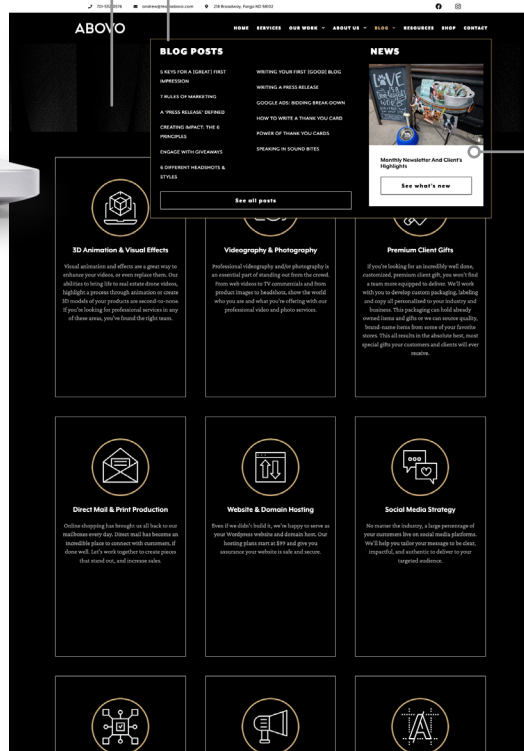 218 Broadway, Fargo ND 58102
ABOVO
HOME SERVICES OUR WORK ABOUT US BLOG RESOURCES SHOP CONTACT
BLOG POSTS
5 KEYS FOR A [GREAT] FIRST
IMPRESSION
7 RULES OF MARKETING
A 'PRESS RELEASE' DEFINED
CREATING IMPACT: THE 6
PRINCIPLES
ENGAGE WITH GIVEAWAYS
6 DIFFERENT HEADSHOTS &
STYLES
WRITING YOUR FIRST [GOOD] BLOG
WRITING A PRESS RELEASE
GOOGLE ADS: BIDDING BREAK DOWN
HOW TO WRITE A THANK YOU CARD
POWER OF THANK YOU CARDS
SPEAKING IN SOUND BITES
See all posts
NEWS
LOVE
Monthly Newsletter And Client's
Highlights
See what's new
3D Animation & Visual Effects
Visual animation and effects are a great way to
enhance your videos, or even replace them. Our
abilities to bring life to real estate drone videos,
highlight a process through animation or create
3D models of your products are second-to-none.
If you're looking for professional services in any
of these areas, you've found the right team.
Videography & Photography
Professional videography and/or photography is
an essential part of standing out from the crowd.
From web videos to TV commercials and from
product images to headshots, show the world
who you are and what you're offering with our
professional video and photo services.
Premium Client Gifts
If you're looking for an incredibly well done,
customized, premium client gift, you won't find
a team more equipped to deliver. We'll work
with you to develop custom packaging, labeling
and copy all personalized to your industry and
business. This packaging can hold already
owned items and gifts or we can source quality,
brand-name items from some of your favorite
stores. This all results in the absolute best, most
special gifts your customers and clients will ever
receive.
Direct Mail & Print Production
Online shopping has brought us all back to our
mailboxes every day. Direct mail has become an
incredible place to connect with customers, if
done well. Let's work together to create pieces
that stand out, and increase sales.
Website & Domain Hosting
Even if we didn't build it, we're happy to serve as
your Wordpress website and domain host. Our
hosting plans start at $99 and give you
assurance your website is safe and secure.
Social Media Strategy
No matter the industry, a large percentage of
your customers live on social media platforms.
We'll help you tailor your message to be clear,
impactful, and authentic to deliver to your
targeted audience.